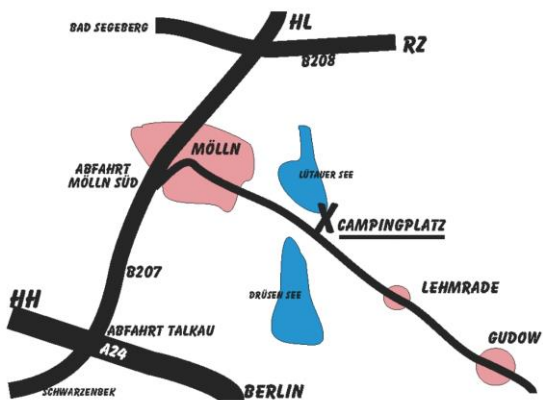 HL
BAD SEGEBERG
RZ
B208
MÖLLN
ABFAHRT
MÖLLN SÜD
LÜTAUER SEE
X CAMPINGPLATZ
B207
LEHMRADE
DRÜSEN SEE
HH
ABFAHRT TALKAU
GUDOW
A24
SCHWARZENBEK
BERLIN